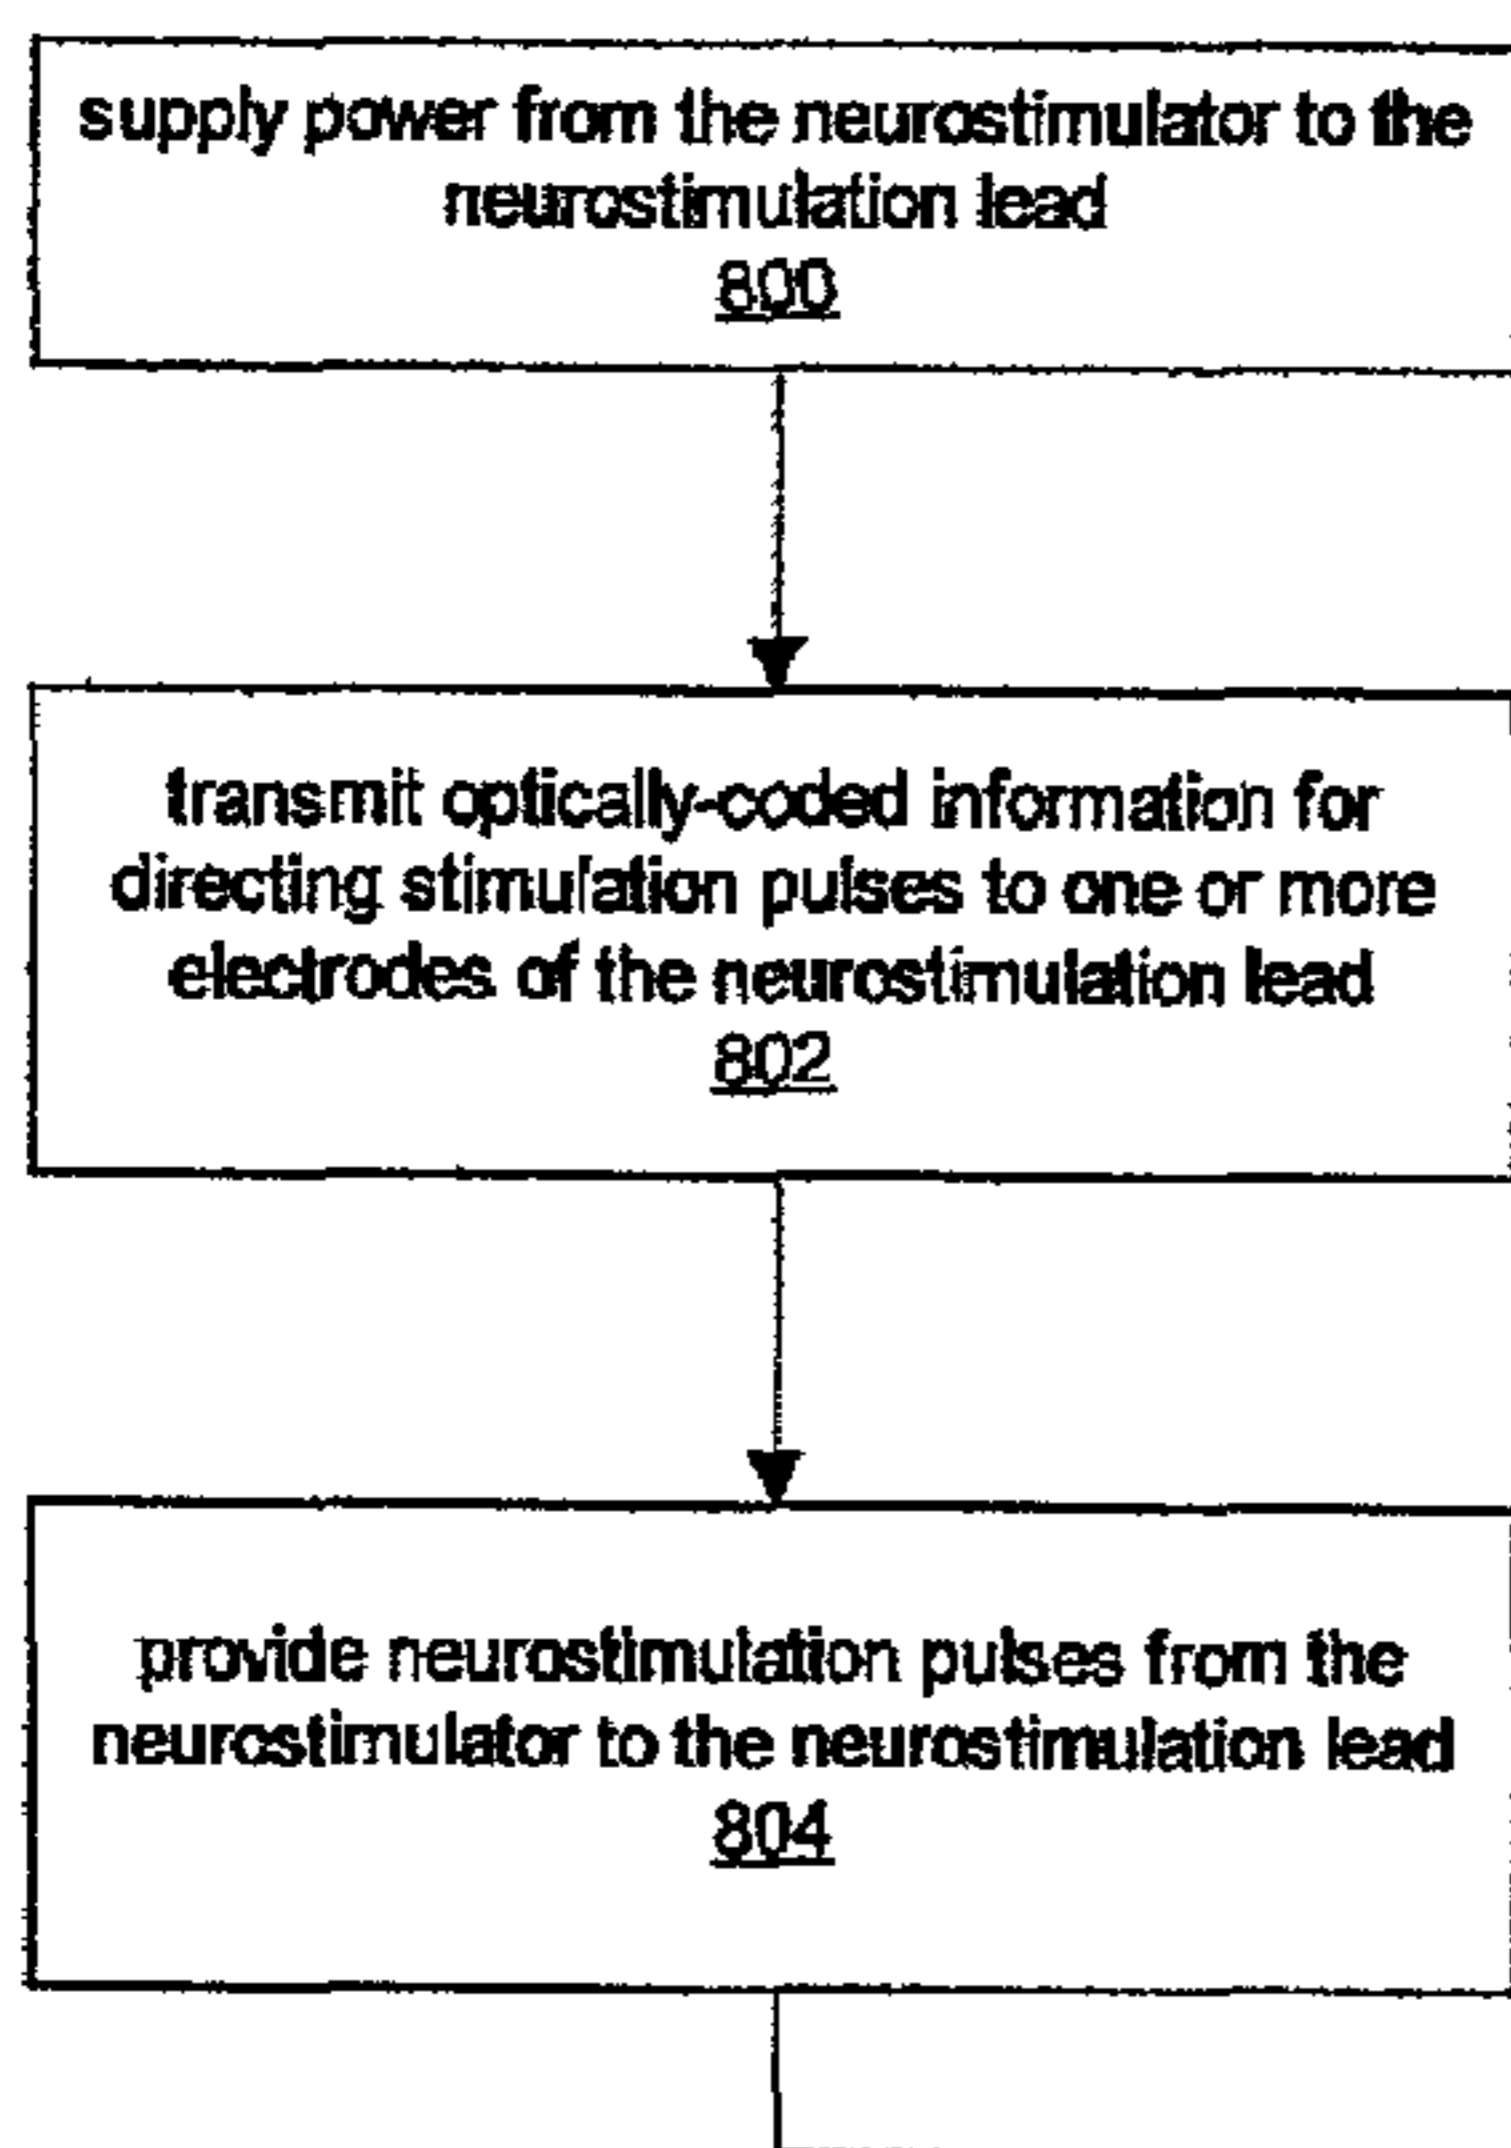 supply power from the neurostimulator to the
neurostimulation lead
800
transmit optically-coded information for
directing stimulation pulses to one or more
electrodes of the neurostimulation lead
802
provide neurostimulation pulses from the
neurostimulator to the neurostimulation lead
804